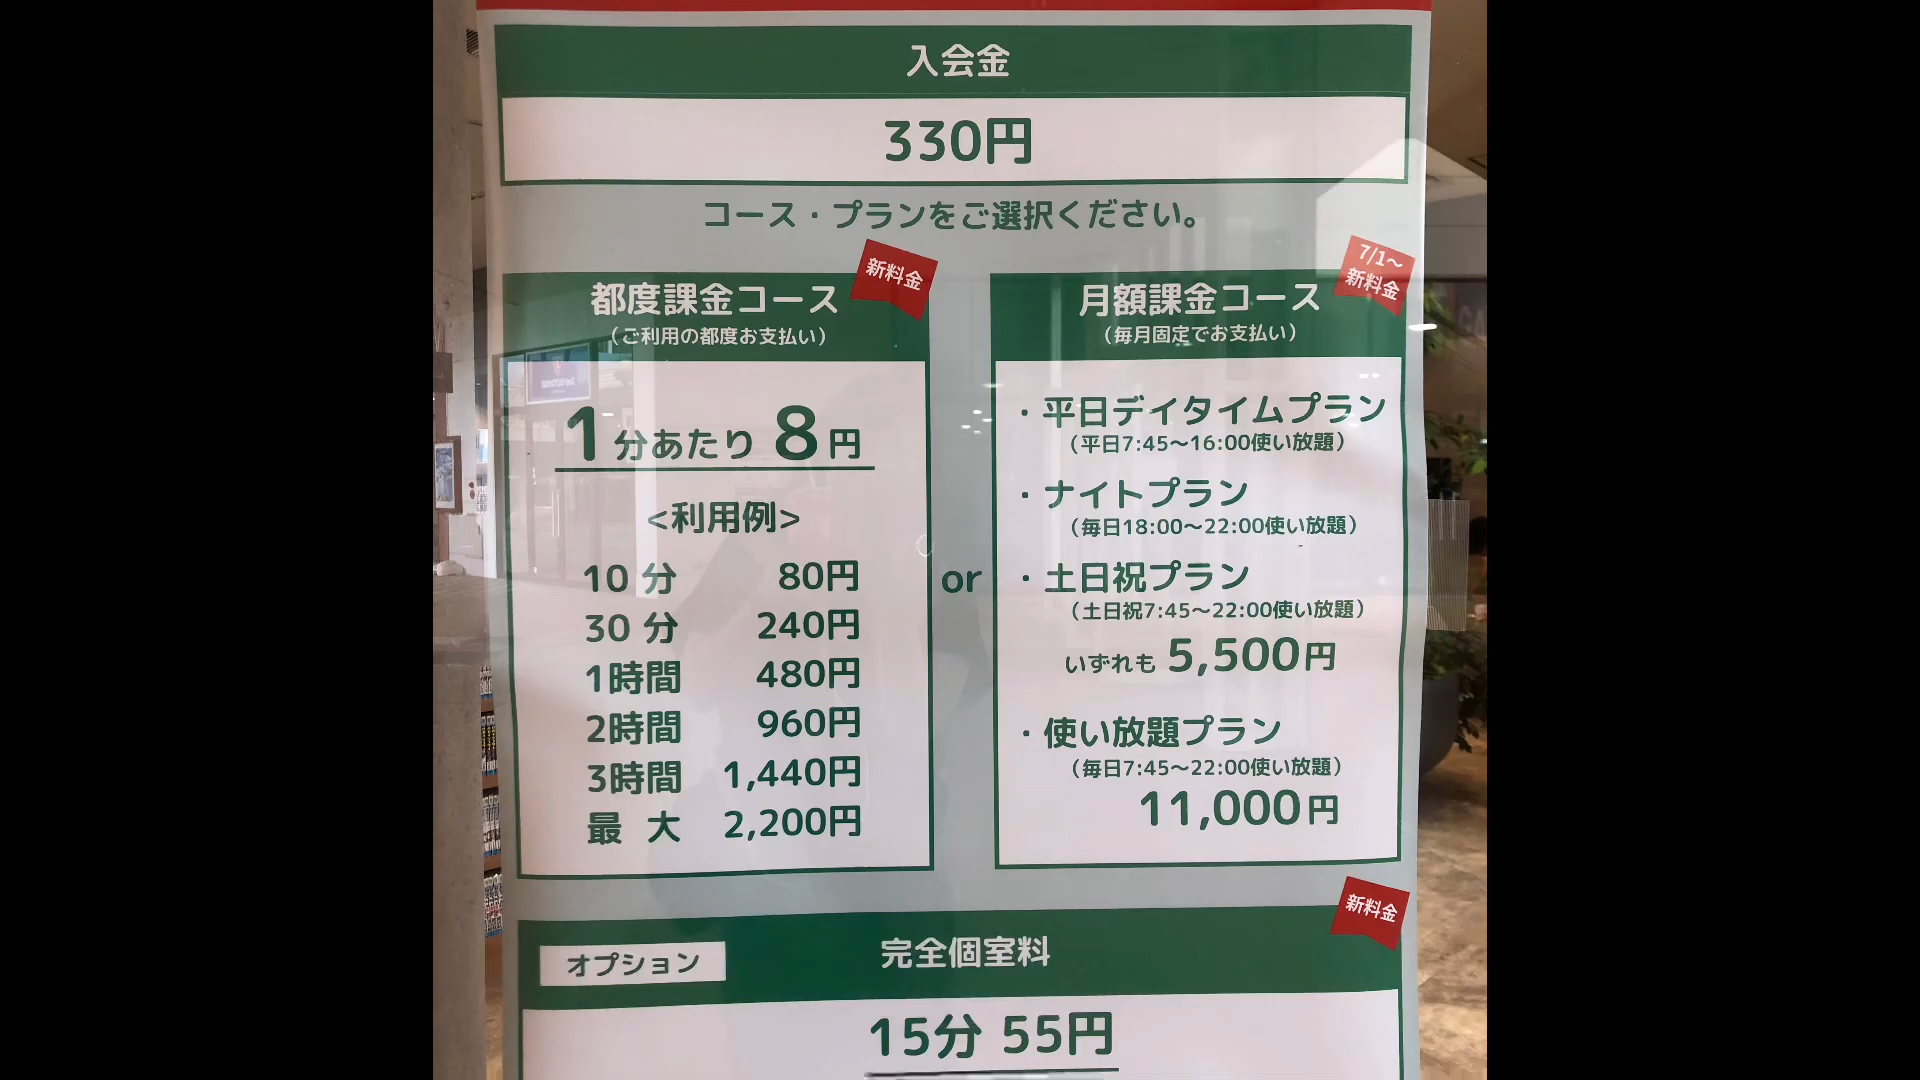 入会金
330円
コース・プランをご選択ください。
新料金
都度課金コース
（ご利用の都度お支払い）
1分あたり 8円
<利用例>
10 分 80円
30 分 240円
1時間 480円
2時間 960円
3時間 1,440円
最 大 2,200円
or
7/1～
新料金
月額課金コース
（毎月固定でお支払い）
・平日デイタイムプラン
（平日7:45～16:00使い放題）
・ナイトプラン
（毎日18:00～22:00使い放題）
・土日祝プラン
（土日祝7:45～22:00使い放題）
いずれも 5,500円
・使い放題プラン
（毎日7:45～22:00使い放題）
11,000円
新料金
オプション
完全個室料
15分 55円